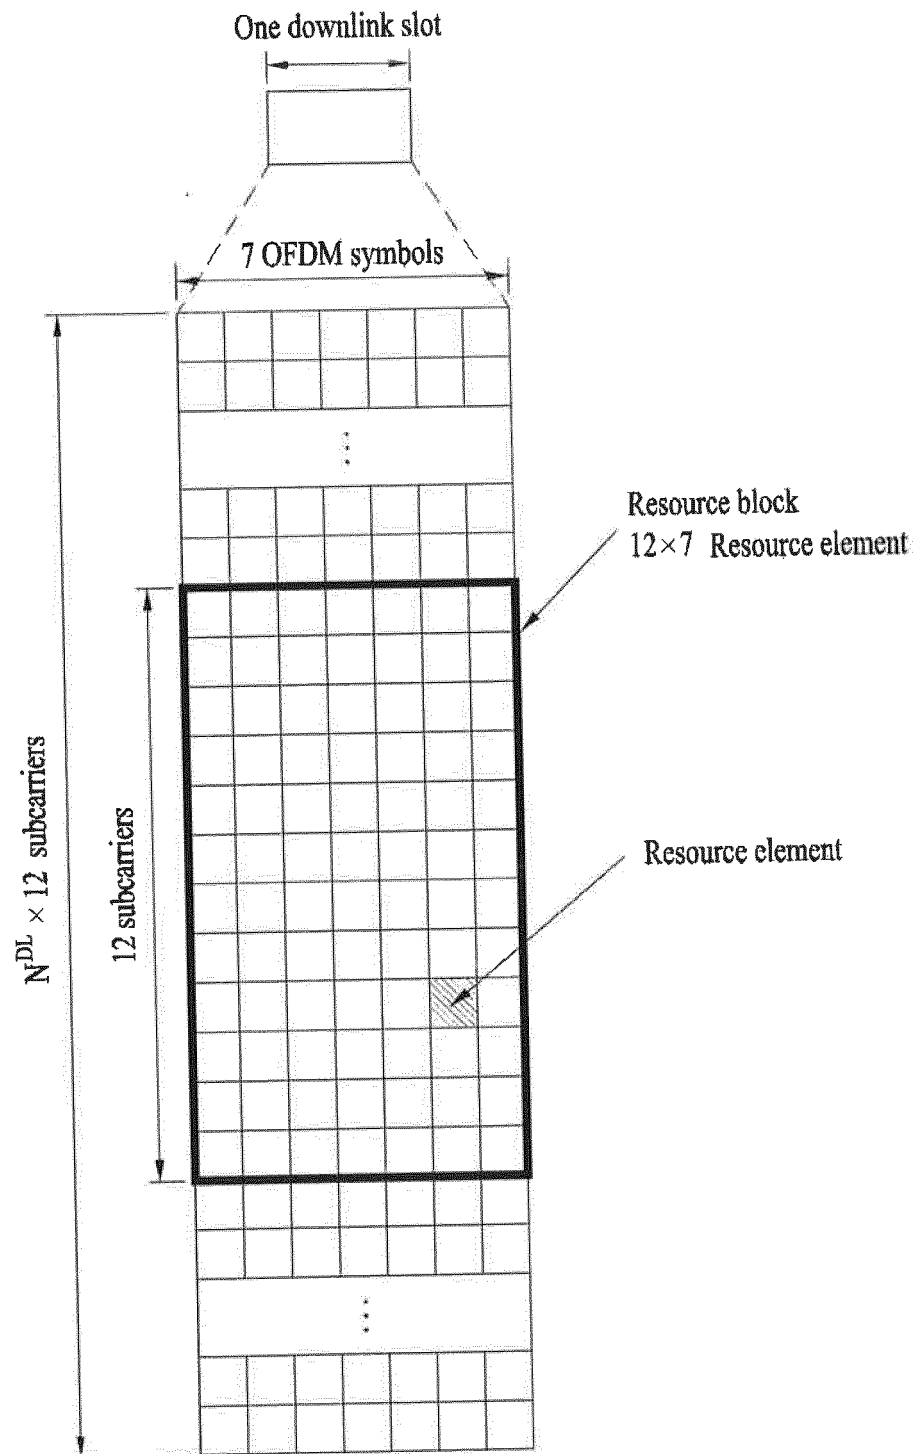 One downlink slot
7 OFDM symbols
Resource block
12×7 Resource element
N^DL × 12 subcarriers
12 subcarriers
Resource element